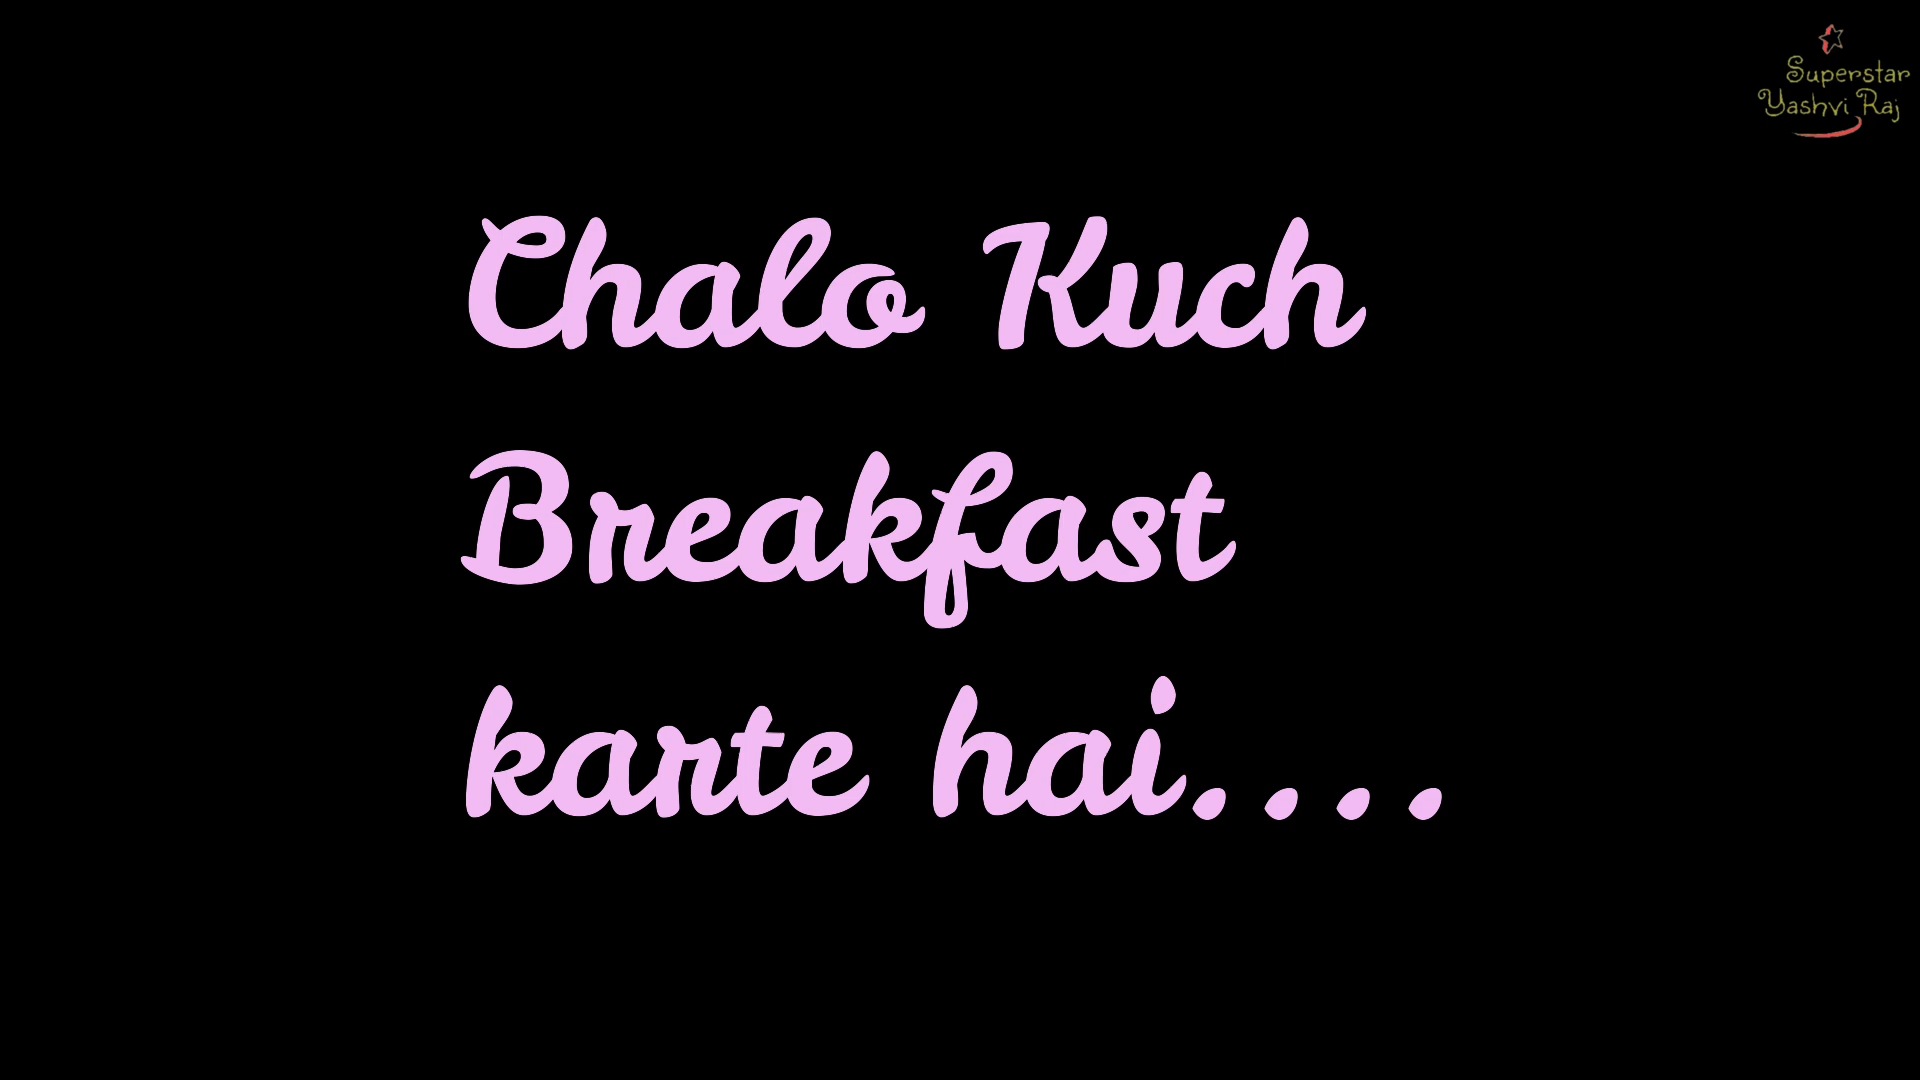 Superstar
Yashvi Raj
Chalo Kuch
Breakfast
karte hai....